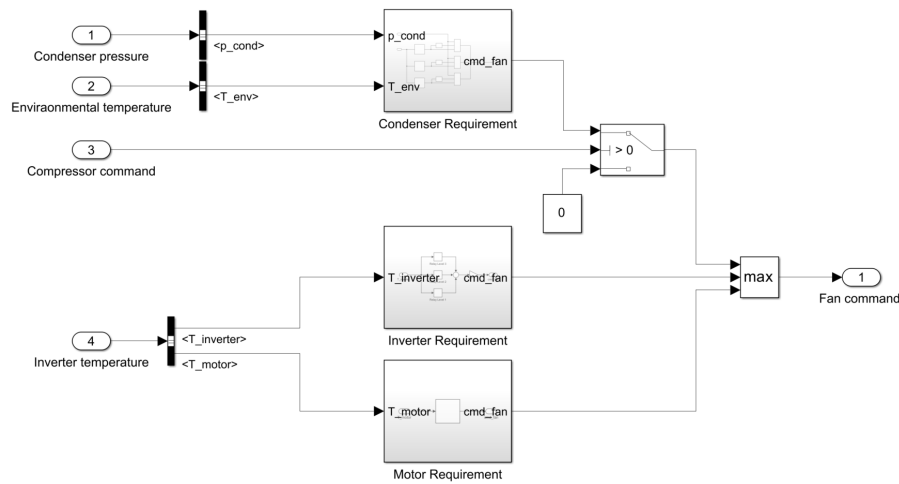 1
Condenser pressure
<p_cond>
2
Enviraonmental temperature
<T_env>
p_cond
cmd_fan
T_env
Condenser Requirement
3
Compressor command
> 0
0
T_inverter
cmd_fan
Inverter Requirement
max
1
Fan command
4
Inverter temperature
<T_inverter>
<T_motor>
T_motor
cmd_fan
Motor Requirement